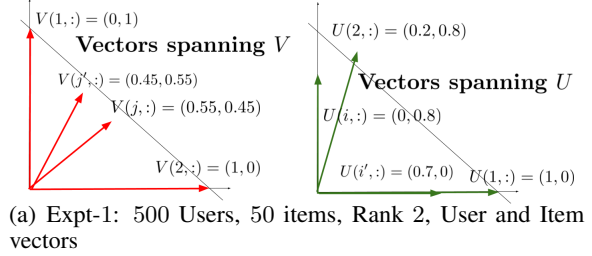 V(1,:) = (0,1)
Vectors spanning V
V(j′,:) = (0.45,0.55)
V(j,:) = (0.55,0.45)
V(2,:) = (1,0)
U(2,:) = (0.2,0.8)
Vectors spanning U
U(i,:) = (0,0.8)
U(i′,:) = (0.7,0)
U(1,:) = (1,0)
(a) Expt-1: 500 Users, 50 items, Rank 2, User and Item
vectors